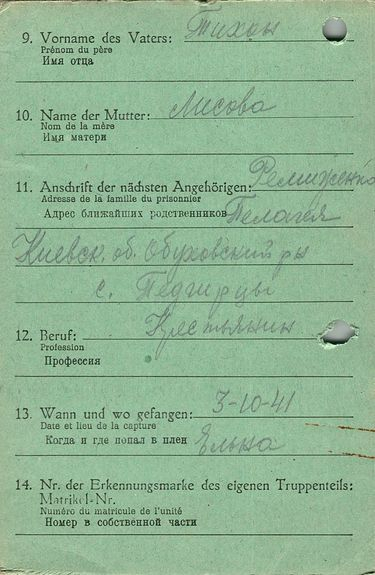 9. Vorname des Vaters: Тихон
Prénom du père
Имя отца
10. Name der Mutter: Лисова
Nom de la mère
Имя матери
11. Anschrift der nächsten Angehörigen:
Adresse de la famille du prisonnier
Адрес ближайших родственников Пелагея
Киевск. об. Обуховский р-н
с. Педгирцы
12. Beruf: Крестьянин
Profession
Профессия
13. Wann und wo gefangen: 3-10-41
Date et lieu de la capture
Когда и где попал в плен Ельня
14. Nr. der Erkennungsmarke des eigenen Truppenteils:
Matrikel-Nr.
Numéro du matricule de l'unité
Номер в собственной части